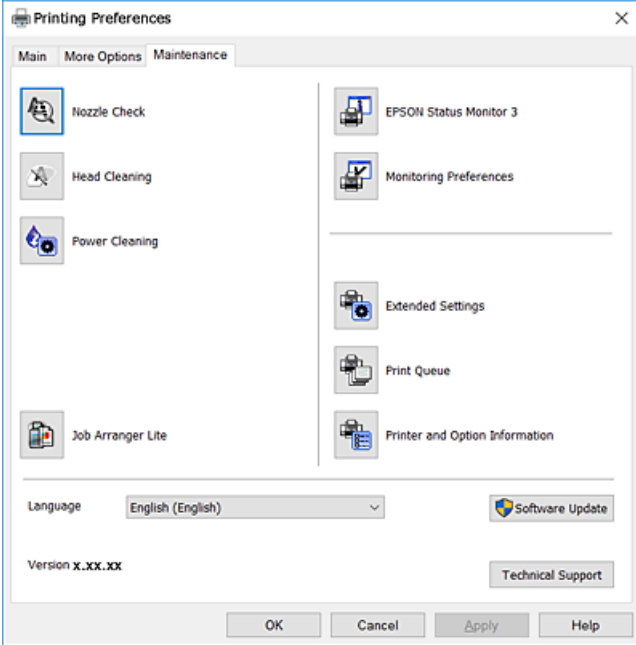 Printing Preferences
Main More Options Maintenance
Nozzle Check
Head Cleaning
Power Cleaning
Job Arranger Lite
EPSON Status Monitor 3
Monitoring Preferences
Extended Settings
Print Queue
Printer and Option Information
Language English (English) Software Update
Version x.xx.xx
Technical Support
OK Cancel Apply Help